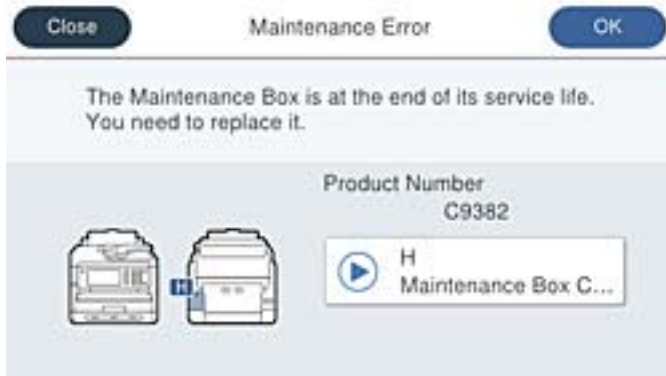 Close
Maintenance Error
OK
The Maintenance Box is at the end of its service life.
You need to replace it.
Product Number
C9382
H
H
Maintenance Box C...